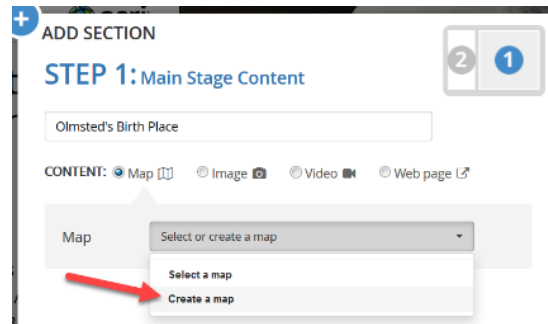 ADD SECTION
STEP 1: Main Stage Content
2 1
Olmsted's Birth Place
CONTENT: Map Image Video Web page
Map Select or create a map
Select a map
Create a map